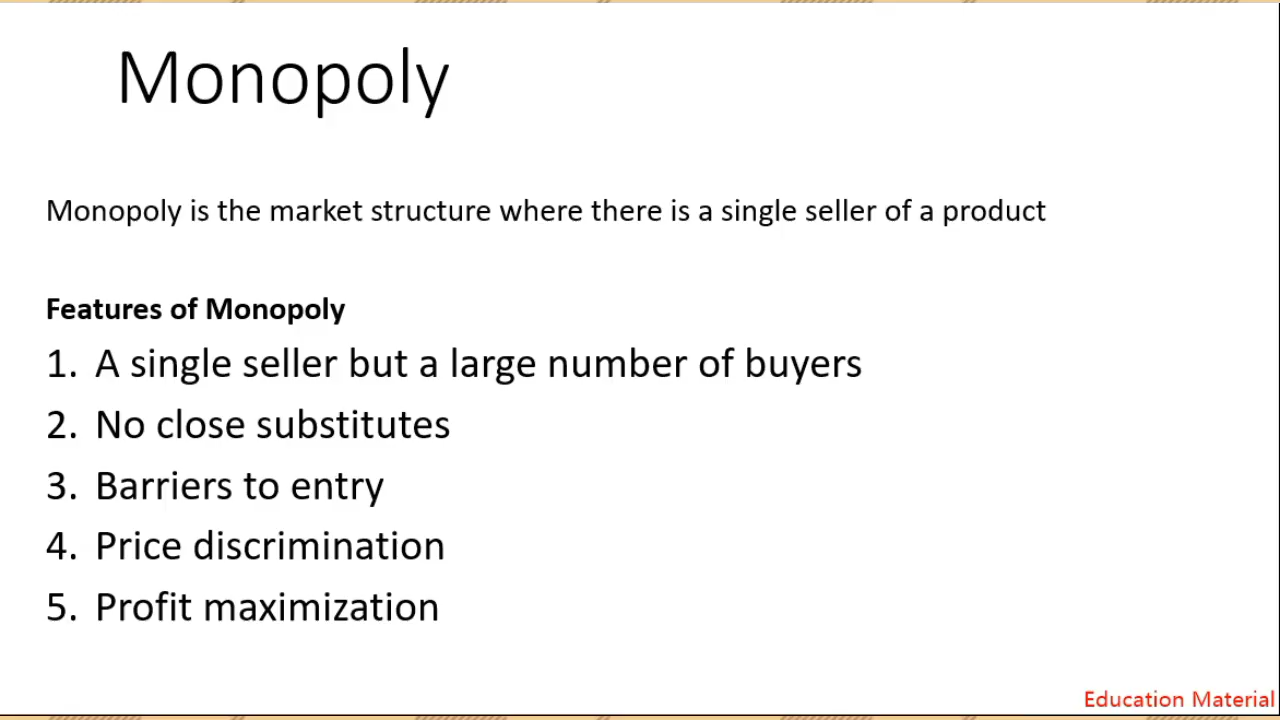 Monopoly
Monopoly is the market structure where there is a single seller of a product
Features of Monopoly
1. A single seller but a large number of buyers
2. No close substitutes
3. Barriers to entry
4. Price discrimination
5. Profit maximization
Education Material